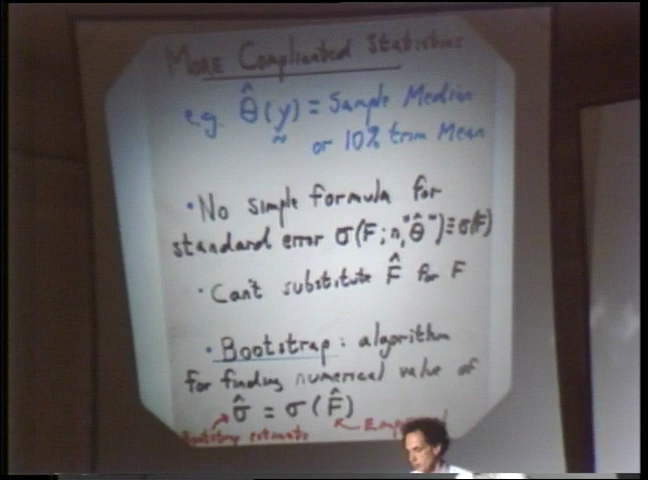 More Complicated Statistics
e.g. θ̂(y) = Sample Median
~
or 10% trim Mean
• No simple formula for
standard error σ(F; n, "θ̂") ≡ σ(F)
• Can't substitute F̂ for F
• Bootstrap : algorithm
for finding numerical value of
σ̂ = σ(F̂)
Bootstrap estimate